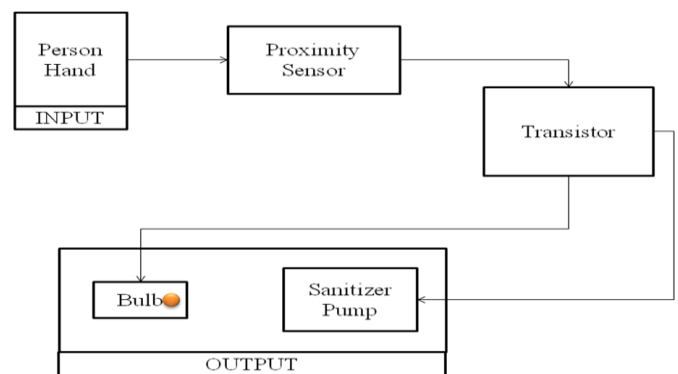 Person
Hand
INPUT
Proximity
Sensor
Transistor
Bulb
Sanitizer
Pump
OUTPUT